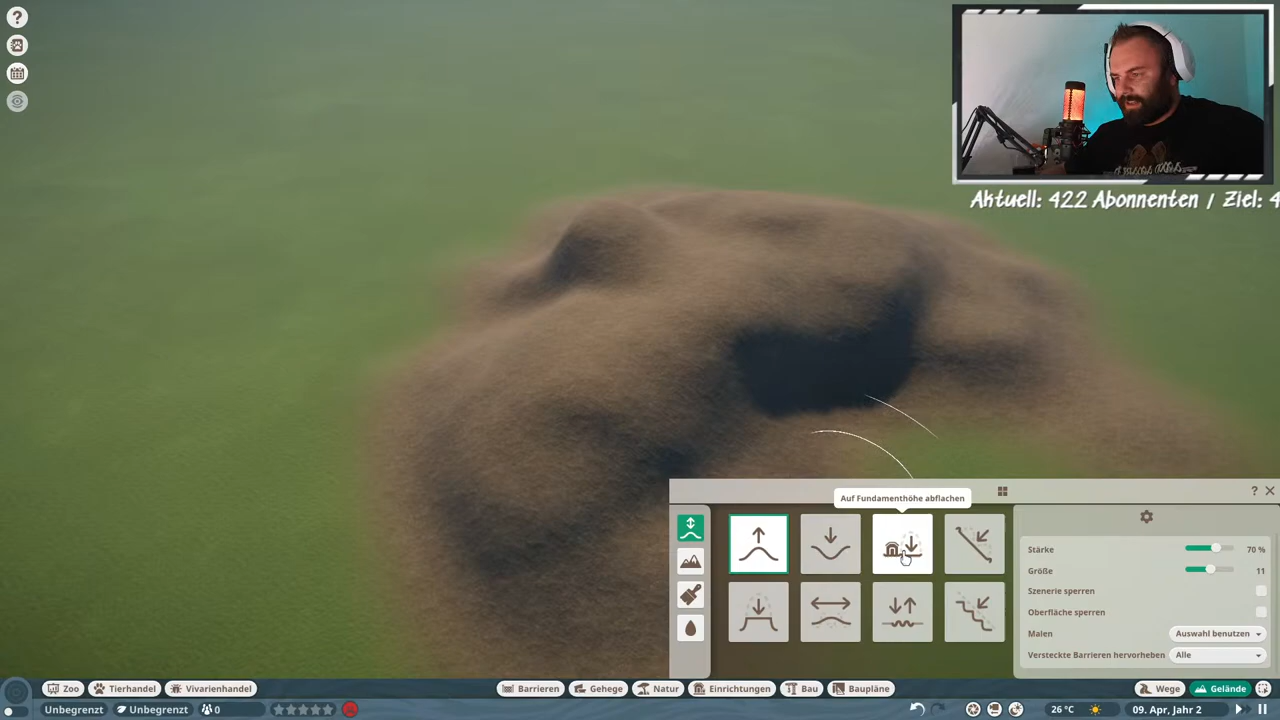 Aktuell: 422 Abonnenten / Ziel: 4
Auf Fundamenthöhe abflachen
?
Stärke
70 %
Größe
11
Szenerie sperren
Oberfläche sperren
Malen
Auswahl benutzen
Versteckte Barrieren hervorheben
Alle
Zoo
Tierhandel
Vivarienhandel
Barrieren
Gehege
Natur
Einrichtungen
Bau
Baupläne
Wege
Gelände
Unbegrenzt
Unbegrenzt
0
26 °C
09. Apr, Jahr 2